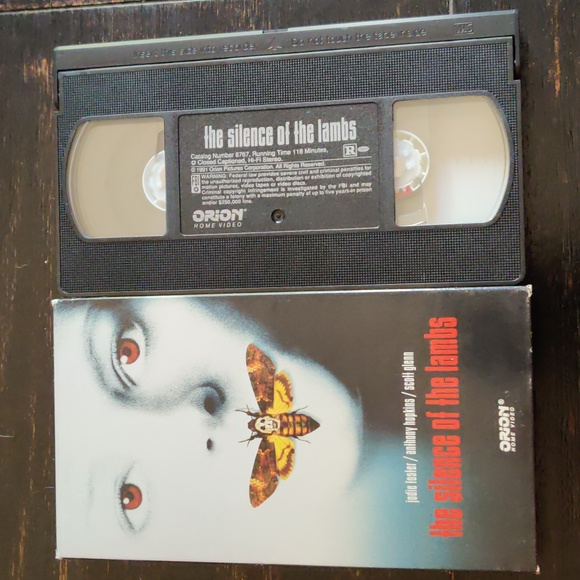 VHS
the silence of the lambs
Catalog Number 8767, Running Time 118 Minutes,
Closed Captioned, Hi-Fi Stereo.
R
© 1991 Orion Pictures Corporation. All Rights Reserved.
WARNING: Federal law provides severe civil and criminal penalties for
the unauthorized reproduction, distribution or exhibition of copyrighted
motion pictures, video tapes or video discs.
Criminal copyright infringement is investigated by the FBI and may
constitute a felony with a maximum penalty of up to five years in prison
and/or $250,000 fine.
ORION®
HOME VIDEO
jodie foster / anthony hopkins / scott glenn
the silence of the lambs
ORION®
HOME VIDEO